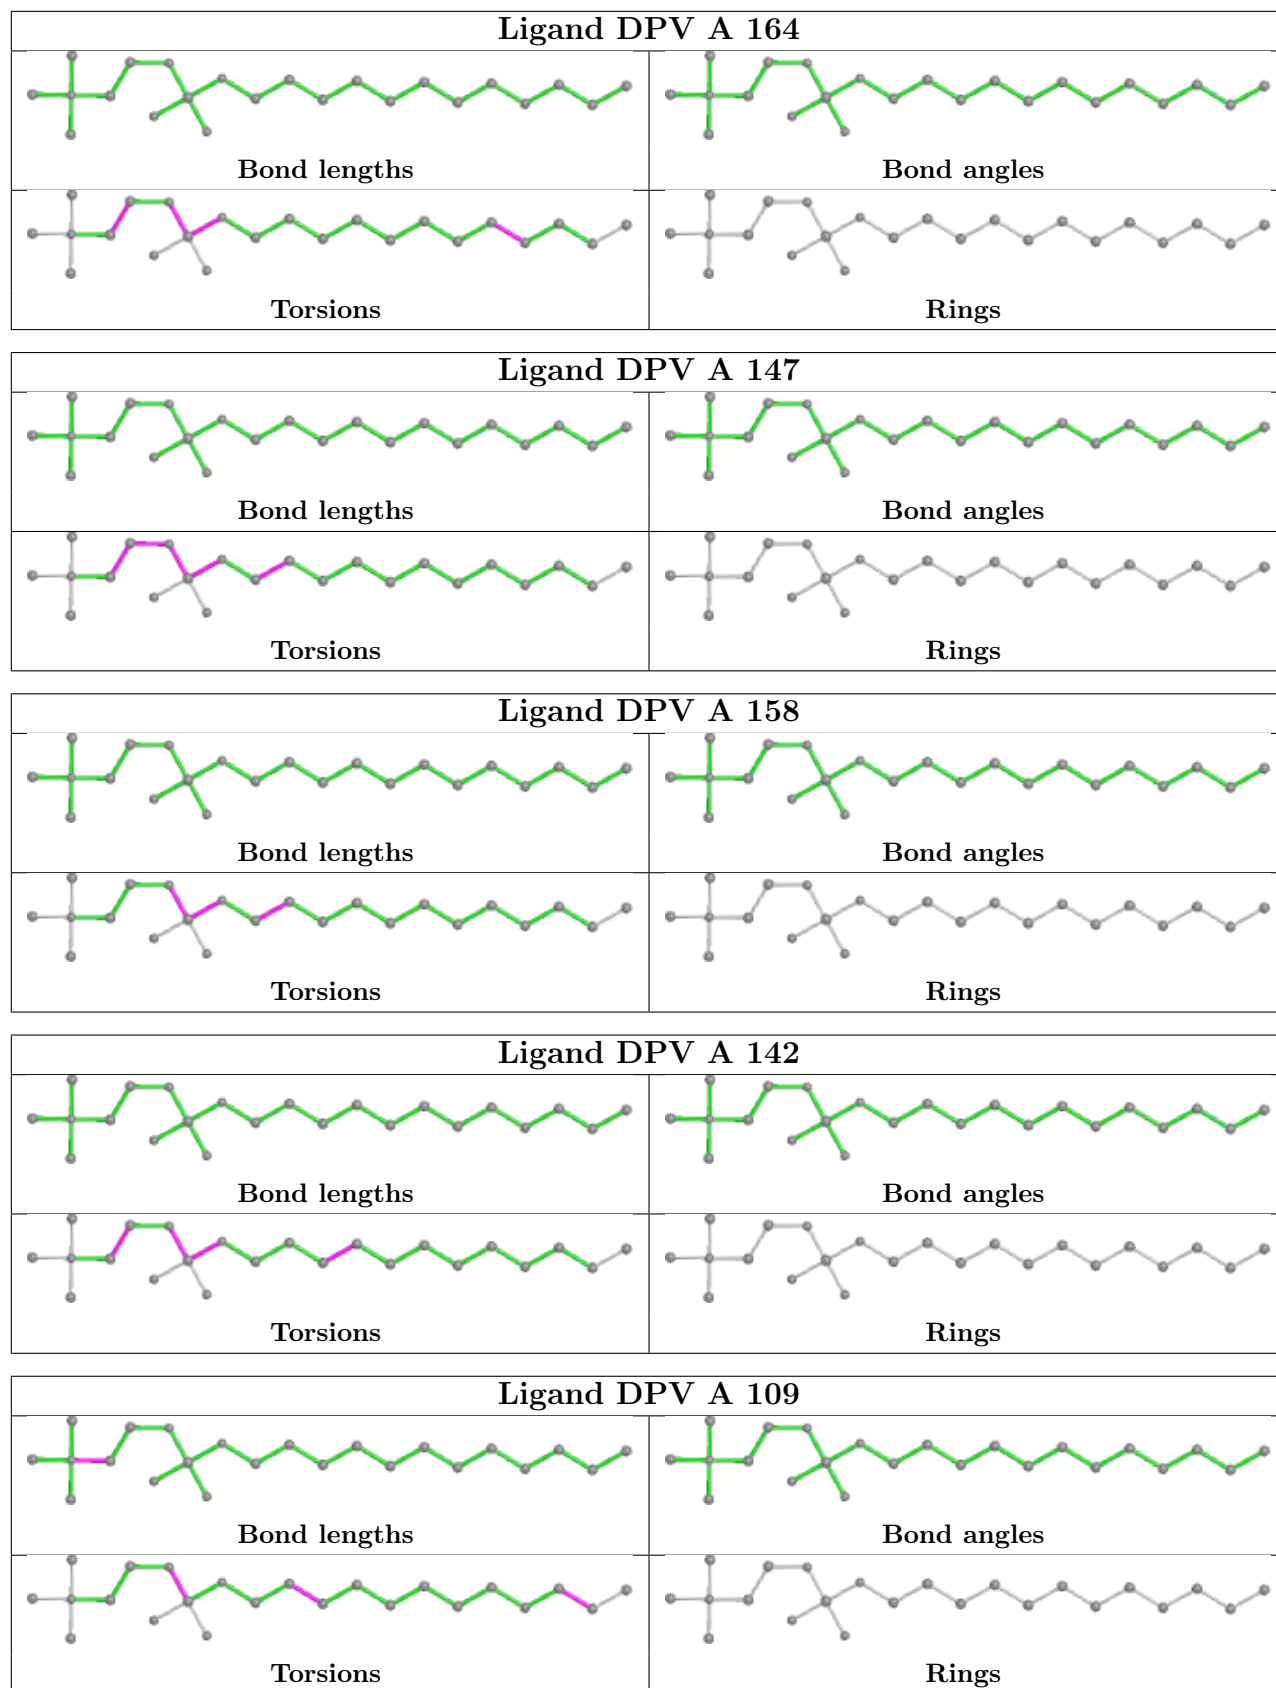 Ligand DPV A 164
Bond lengths
Bond angles
Torsions
Rings
Ligand DPV A 147
Bond lengths
Bond angles
Torsions
Rings
Ligand DPV A 158
Bond lengths
Bond angles
Torsions
Rings
Ligand DPV A 142
Bond lengths
Bond angles
Torsions
Rings
Ligand DPV A 109
Bond lengths
Bond angles
Torsions
Rings